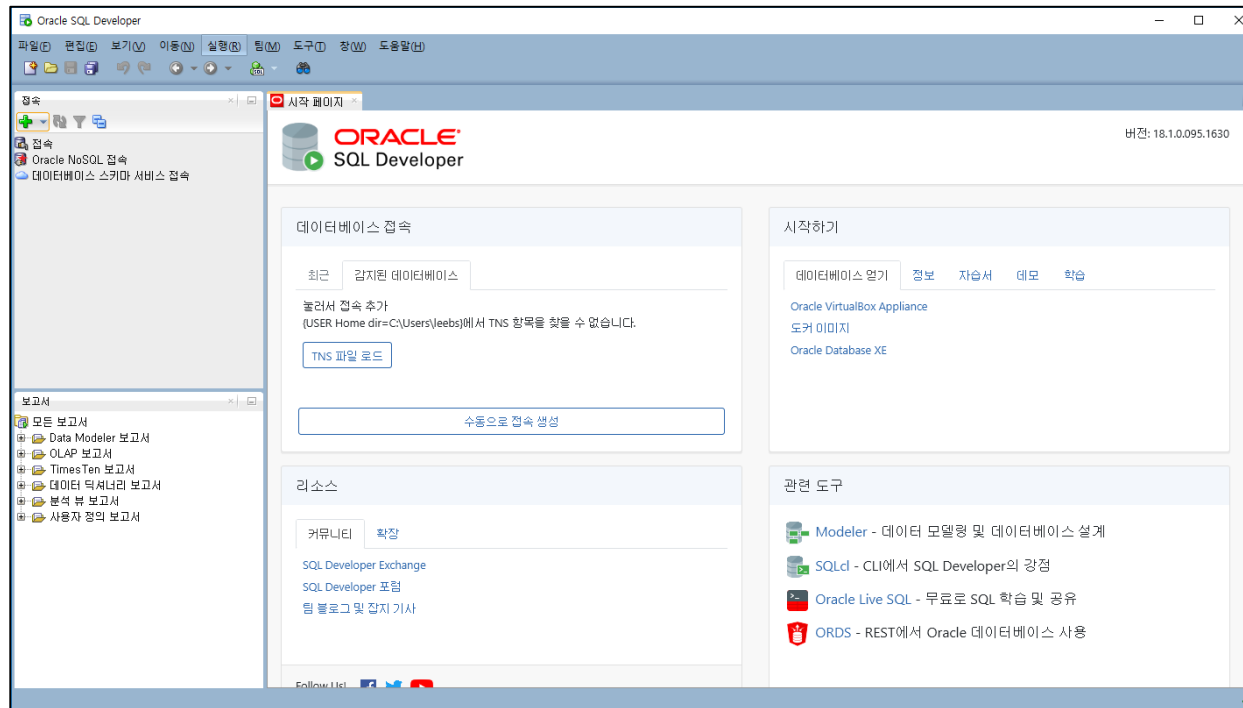 Oracle SQL Developer
파일(F) 편집(E) 보기(V) 이동(N) 실행(R) 팀(M) 도구(T) 창(W) 도움말(H)
접속
접속
Oracle NoSQL 접속
데이터베이스 스키마 서비스 접속
보고서
모든 보고서
Data Modeler 보고서
OLAP 보고서
TimesTen 보고서
데이터 딕셔너리 보고서
분석 뷰 보고서
사용자 정의 보고서
시작 페이지
ORACLE
SQL Developer
버전: 18.1.0.095.1630
데이터베이스 접속
최근 감지된 데이터베이스
눌러서 접속 추가
(USER Home dir=C:\Users\leebs)에서 TNS 항목을 찾을 수 없습니다.
TNS 파일 로드
수동으로 접속 생성
시작하기
데이터베이스 열기 정보 자습서 데모 학습
Oracle VirtualBox Appliance
도커 이미지
Oracle Database XE
리소스
커뮤니티 확장
SQL Developer Exchange
SQL Developer 포럼
팀 블로그 및 잡지 기사
Follow Us!
관련 도구
Modeler - 데이터 모델링 및 데이터베이스 설계
SQLcl - CLI에서 SQL Developer의 강점
Oracle Live SQL - 무료로 SQL 학습 및 공유
ORDS - REST에서 Oracle 데이터베이스 사용